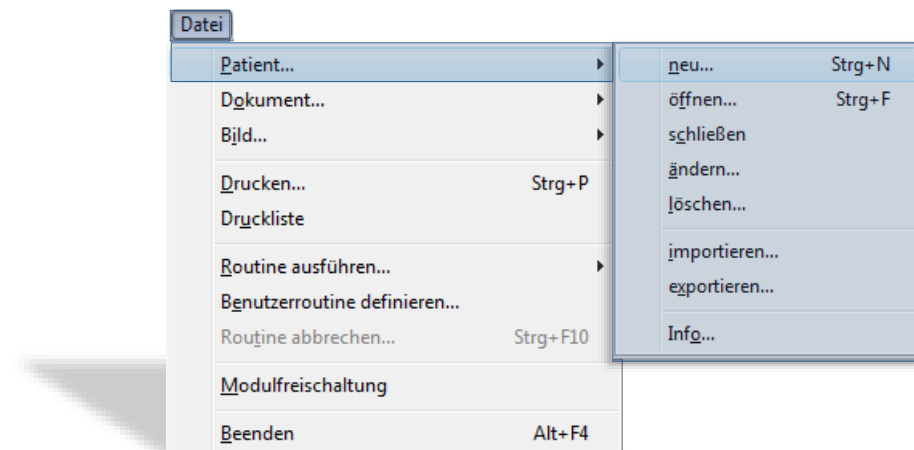 Datei
Patient...
Dokument...
Bild...
Drucken... Strg+P
Druckliste
Routine ausführen...
Benutzerroutine definieren...
Routine abbrechen... Strg+F10
Modulfreischaltung
Beenden Alt+F4
neu... Strg+N
öffnen... Strg+F
schließen
ändern...
löschen...
importieren...
exportieren...
Info...